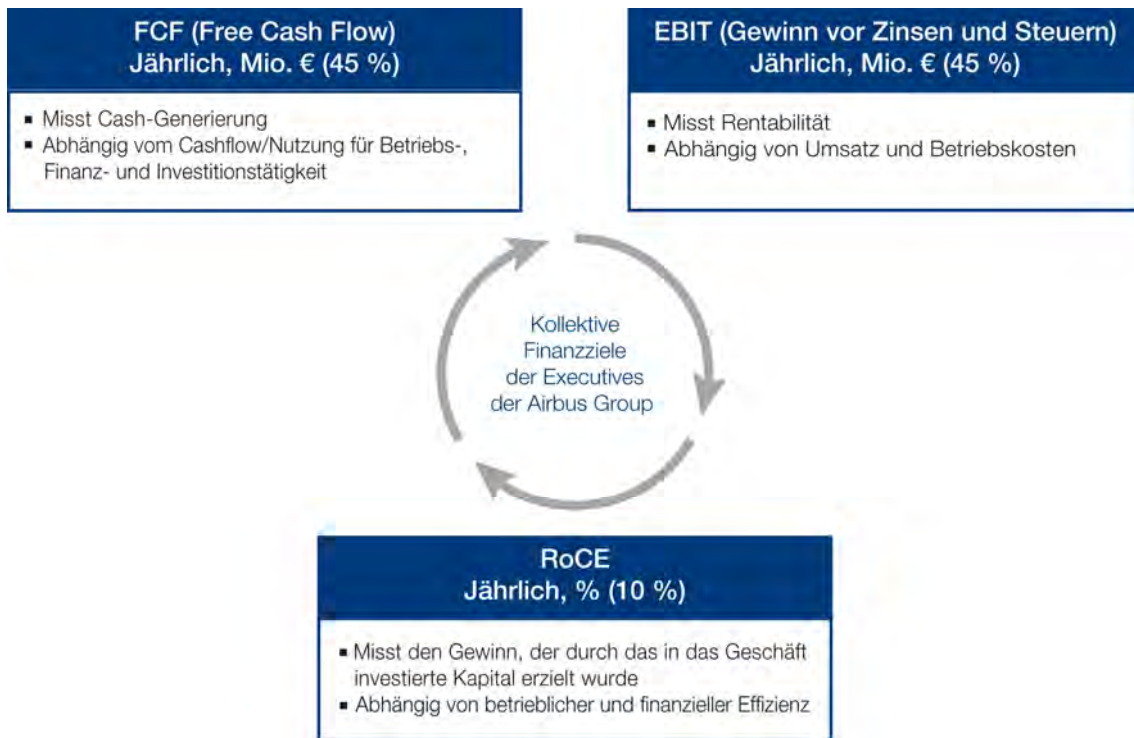 FCF (Free Cash Flow)
Jährlich, Mio. € (45 %)
▪ Misst Cash-Generierung
▪ Abhängig vom Cashflow/Nutzung für Betriebs-,
Finanz- und Investitionstätigkeit
EBIT (Gewinn vor Zinsen und Steuern)
Jährlich, Mio. € (45 %)
▪ Misst Rentabilität
▪ Abhängig von Umsatz und Betriebskosten
Kollektive
Finanzziele
der Executives
der Airbus Group
RoCE
Jährlich, % (10 %)
▪ Misst den Gewinn, der durch das in das Geschäft
investierte Kapital erzielt wurde
▪ Abhängig von betrieblicher und finanzieller Effizienz